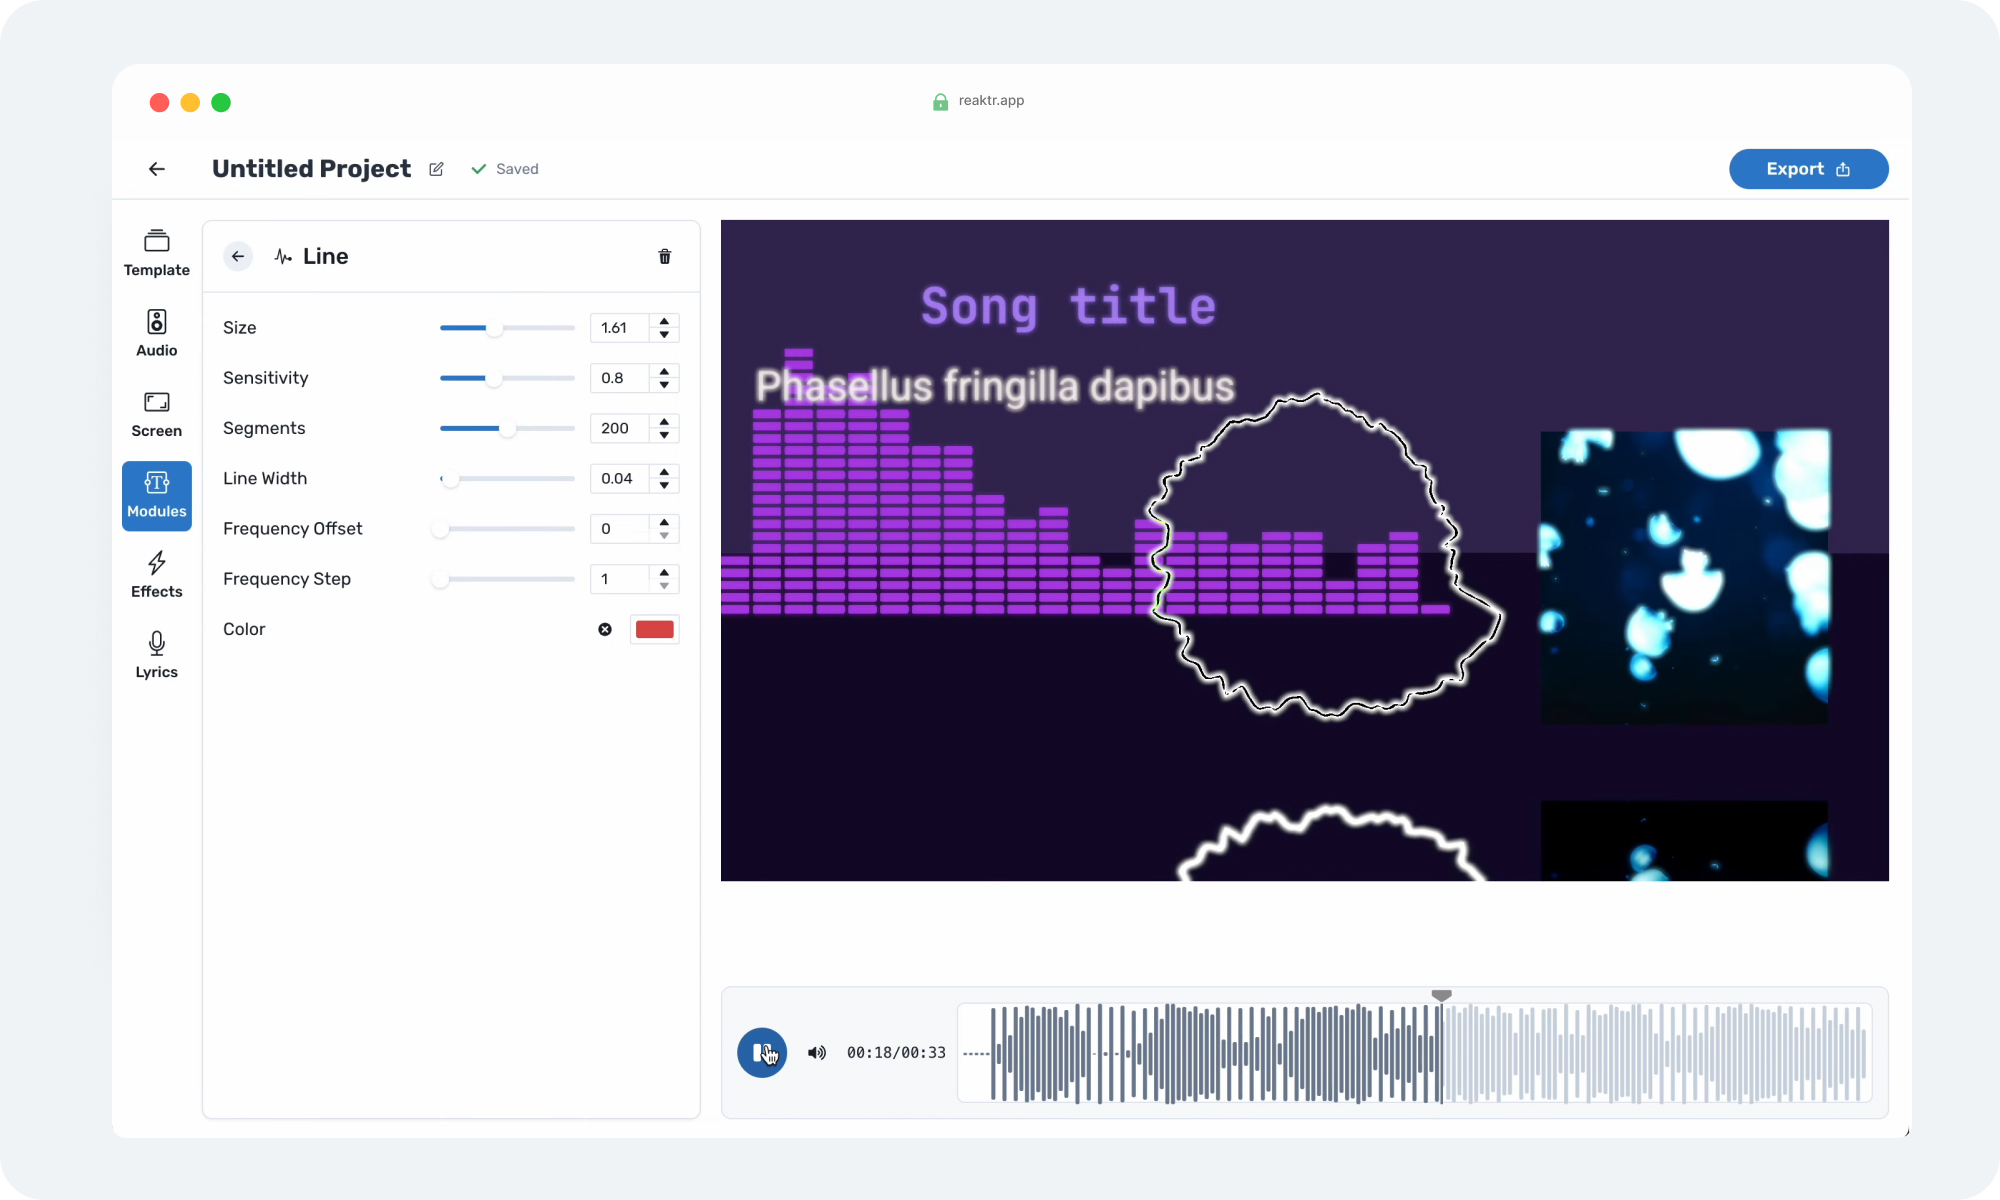 reaktr.app
Untitled Project
Saved
Export
Template
Audio
Screen
Modules
Effects
Lyrics
Line
Size 1.61
Sensitivity 0.8
Segments 200
Line Width 0.04
Frequency Offset 0
Frequency Step 1
Color
Song title
Phasellus fringilla dapibus
00:18/00:33